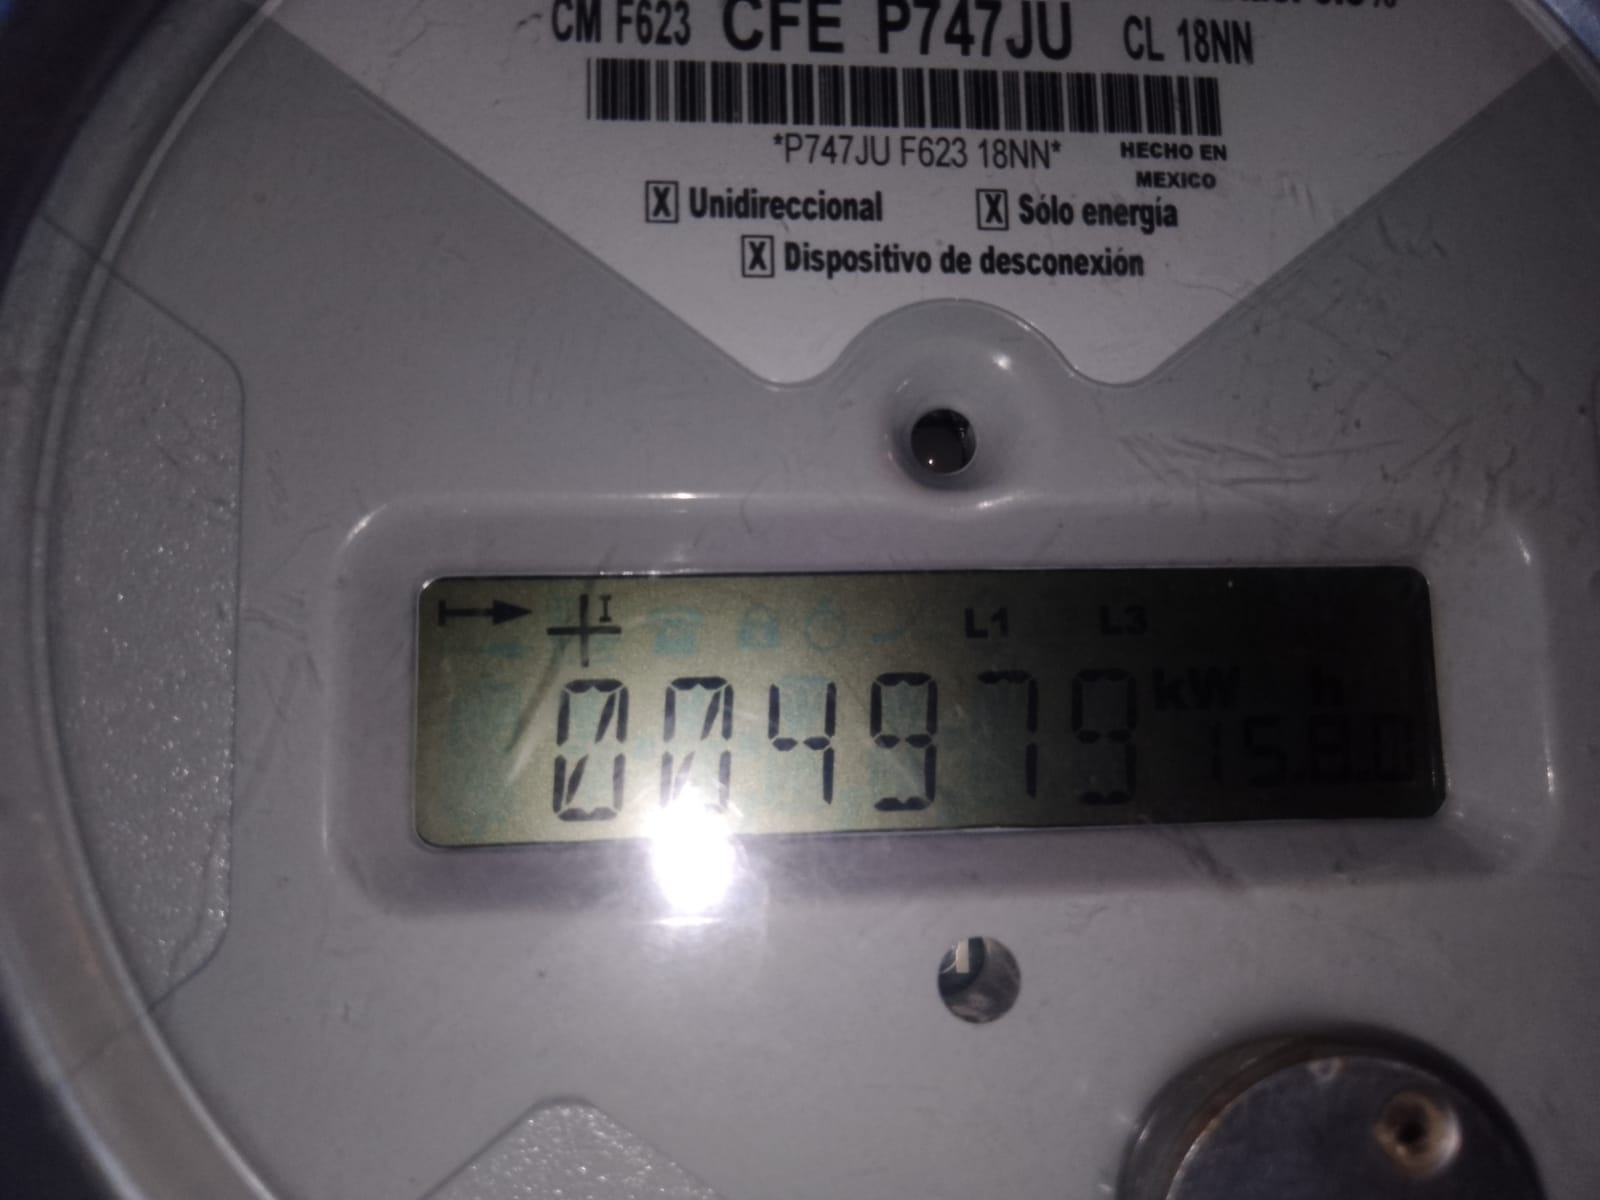 CM F623 CFE P747JU CL 18NN
*P747JU F623 18NN*
HECHO EN
MEXICO
X Unidireccional X Sólo energía
X Dispositivo de desconexión
I L1 L3
004979 kW h
15.8.0